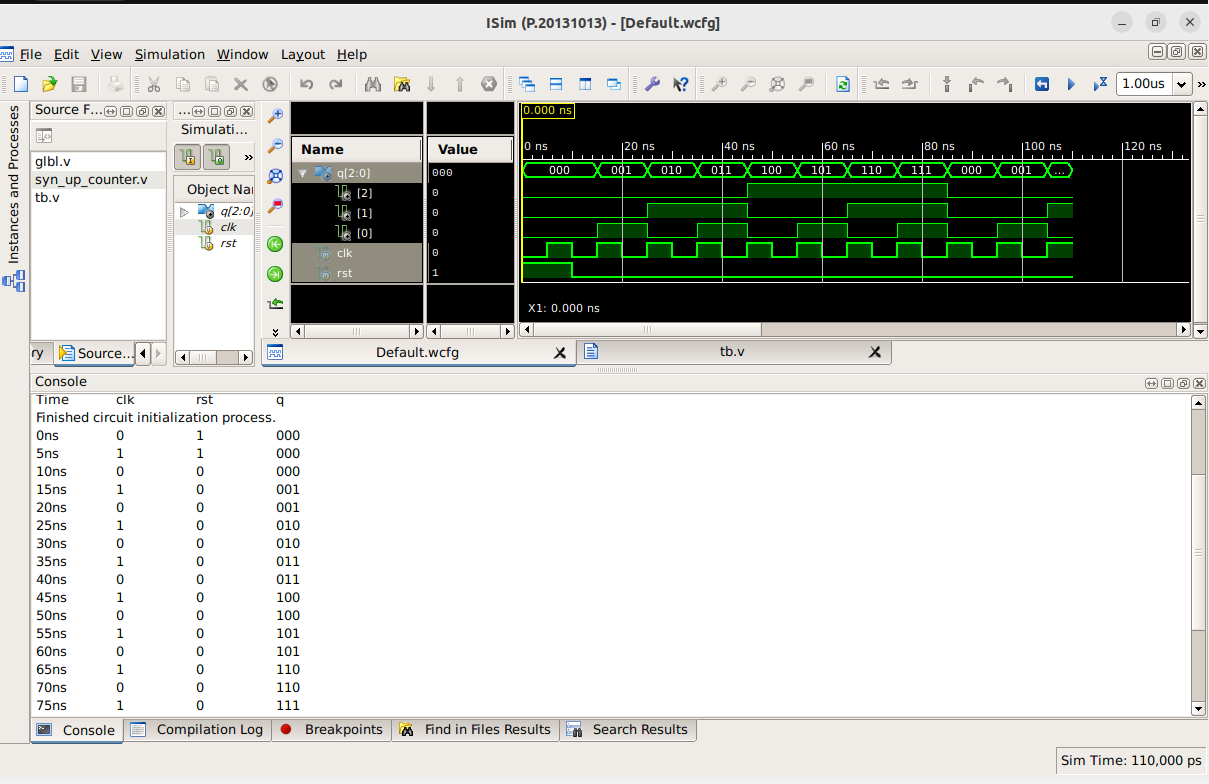 ISim (P.20131013) - [Default.wcfg]
File Edit View Simulation Window Layout Help
1.00us
»
Instances and Processes
Source F...
glbl.v
syn_up_counter.v
tb.v
ry
Source...
...
Simulati...
»
Object Nar
q[2:0]
clk
rst
Name Value
q[2:0] 000
[2] 0
[1] 0
[0] 0
clk 0
rst 1
0.000 ns
0 ns 20 ns 40 ns 60 ns 80 ns 100 ns 120 ns
000 001 010 011 100 101 110 111 000 001 ...
X1: 0.000 ns
Default.wcfg tb.v
Console
Time clk rst q
Finished circuit initialization process.
0ns 0 1 000
5ns 1 1 000
10ns 0 0 000
15ns 1 0 001
20ns 0 0 001
25ns 1 0 010
30ns 0 0 010
35ns 1 0 011
40ns 0 0 011
45ns 1 0 100
50ns 0 0 100
55ns 1 0 101
60ns 0 0 101
65ns 1 0 110
70ns 0 0 110
75ns 1 0 111
Console Compilation Log Breakpoints Find in Files Results Search Results
Sim Time: 110,000 ps